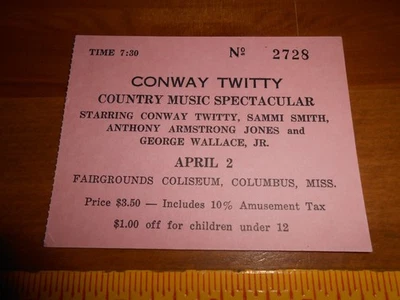 TIME 7:30 Nº 2728
CONWAY TWITTY
COUNTRY MUSIC SPECTACULAR
STARRING CONWAY TWITTY, SAMMI SMITH,
ANTHONY ARMSTRONG JONES and
GEORGE WALLACE, JR.
APRIL 2
FAIRGROUNDS COLISEUM, COLUMBUS, MISS.
Price $3.50 — Includes 10% Amusement Tax
$1.00 off for children under 12